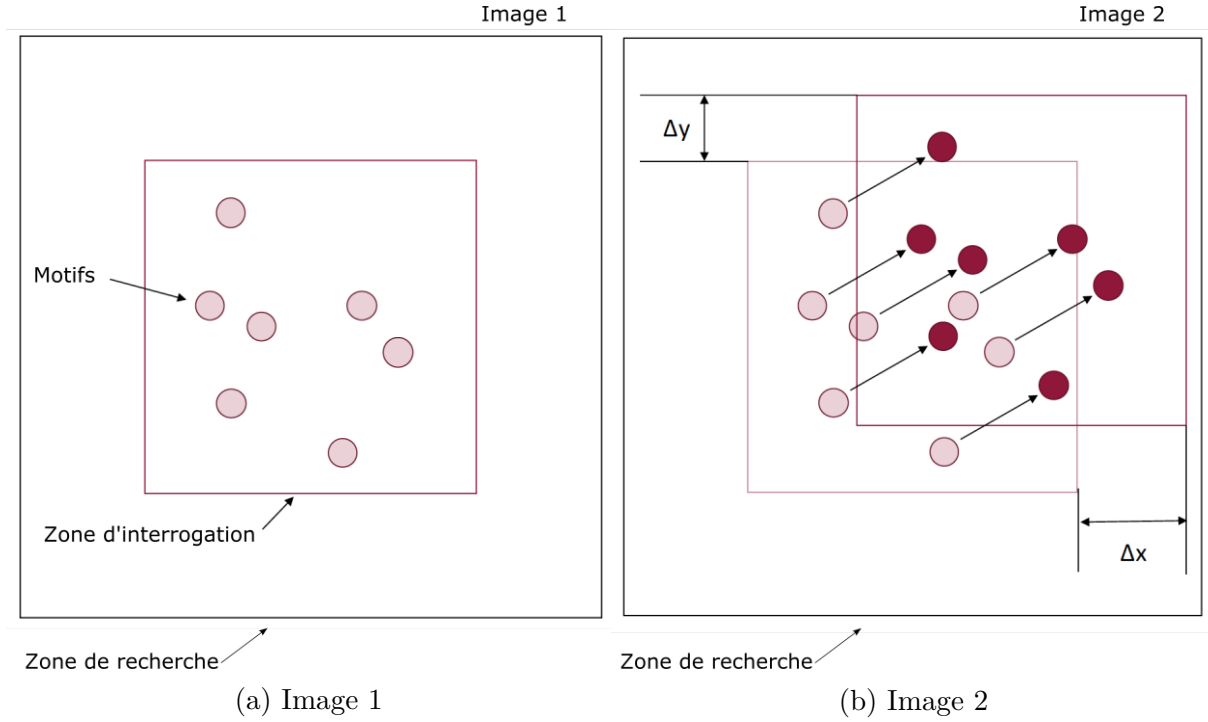 Image 1
Motifs
Zone d'interrogation
Zone de recherche
(a) Image 1
Image 2
Δy
Δx
Zone de recherche
(b) Image 2